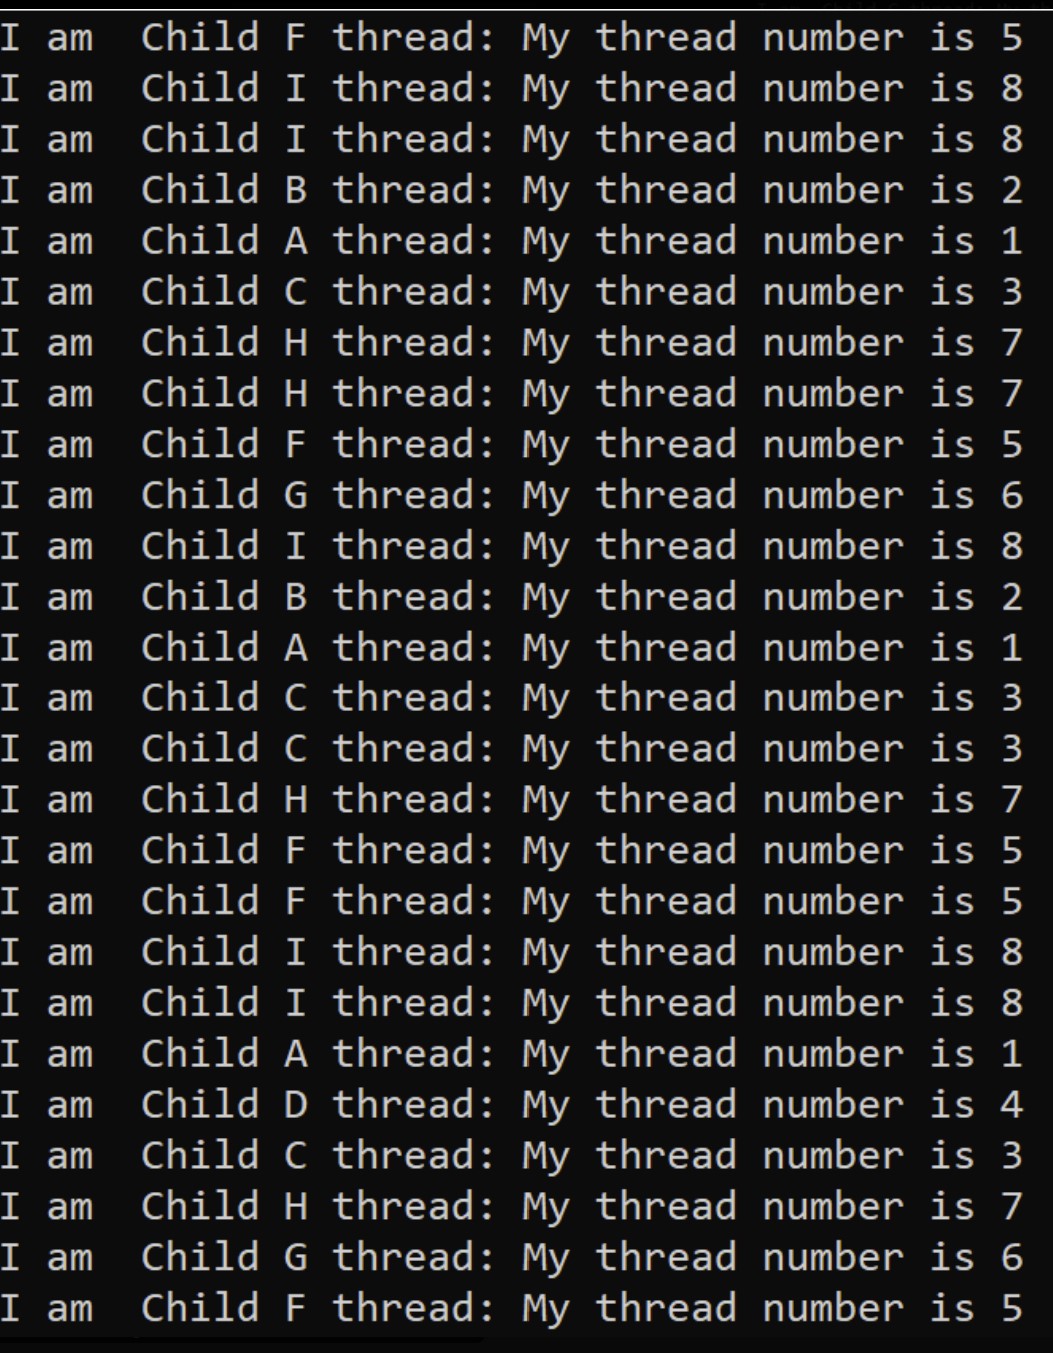 I am  Child F thread: My thread number is 5
I am  Child I thread: My thread number is 8
I am  Child I thread: My thread number is 8
I am  Child B thread: My thread number is 2
I am  Child A thread: My thread number is 1
I am  Child C thread: My thread number is 3
I am  Child H thread: My thread number is 7
I am  Child H thread: My thread number is 7
I am  Child F thread: My thread number is 5
I am  Child G thread: My thread number is 6
I am  Child I thread: My thread number is 8
I am  Child B thread: My thread number is 2
I am  Child A thread: My thread number is 1
I am  Child C thread: My thread number is 3
I am  Child C thread: My thread number is 3
I am  Child H thread: My thread number is 7
I am  Child F thread: My thread number is 5
I am  Child F thread: My thread number is 5
I am  Child I thread: My thread number is 8
I am  Child I thread: My thread number is 8
I am  Child A thread: My thread number is 1
I am  Child D thread: My thread number is 4
I am  Child C thread: My thread number is 3
I am  Child H thread: My thread number is 7
I am  Child G thread: My thread number is 6
I am  Child F thread: My thread number is 5